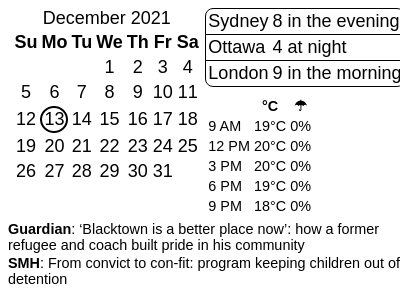 December 2021
Su Mo Tu We Th Fr Sa
1 2 3 4
5 6 7 8 9 10 11
12 13 14 15 16 17 18
19 20 21 22 23 24 25
26 27 28 29 30 31
Sydney 8 in the evening
Ottawa 4 at night
London 9 in the morning
°C ☂
9 AM 19°C 0%
12 PM 20°C 0%
3 PM 20°C 0%
6 PM 19°C 0%
9 PM 18°C 0%
Guardian: ‘Blacktown is a better place now’: how a former
refugee and coach built pride in his community
SMH: From convict to con-fit: program keeping children out of
detention